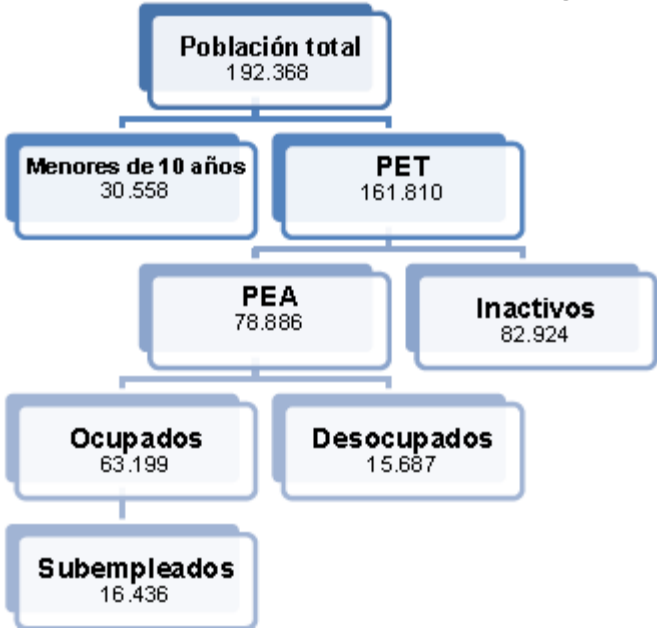 Población total
192.368
Menores de 10 años
30.558
PET
161.810
PEA
78.886
Inactivos
82.924
Ocupados
63.199
Desocupados
15.687
Subempleados
16.436